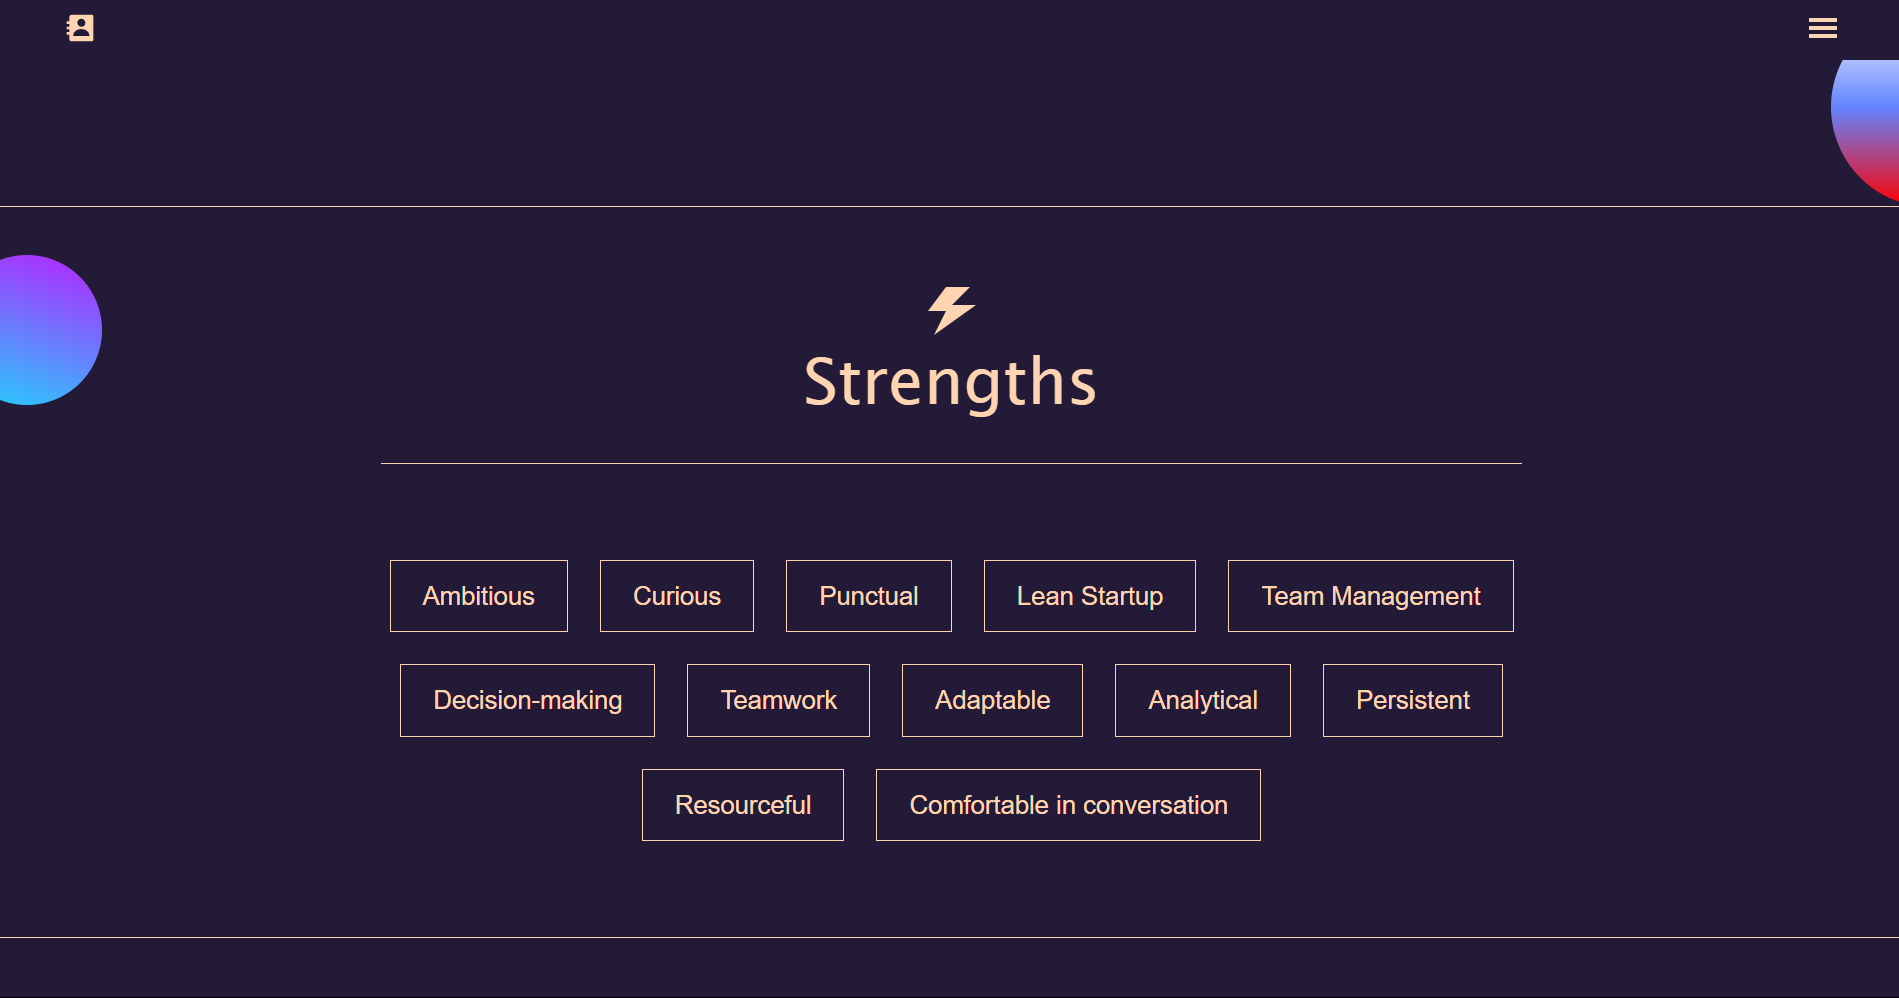 Strengths
Ambitious
Curious
Punctual
Lean Startup
Team Management
Decision-making
Teamwork
Adaptable
Analytical
Persistent
Resourceful
Comfortable in conversation